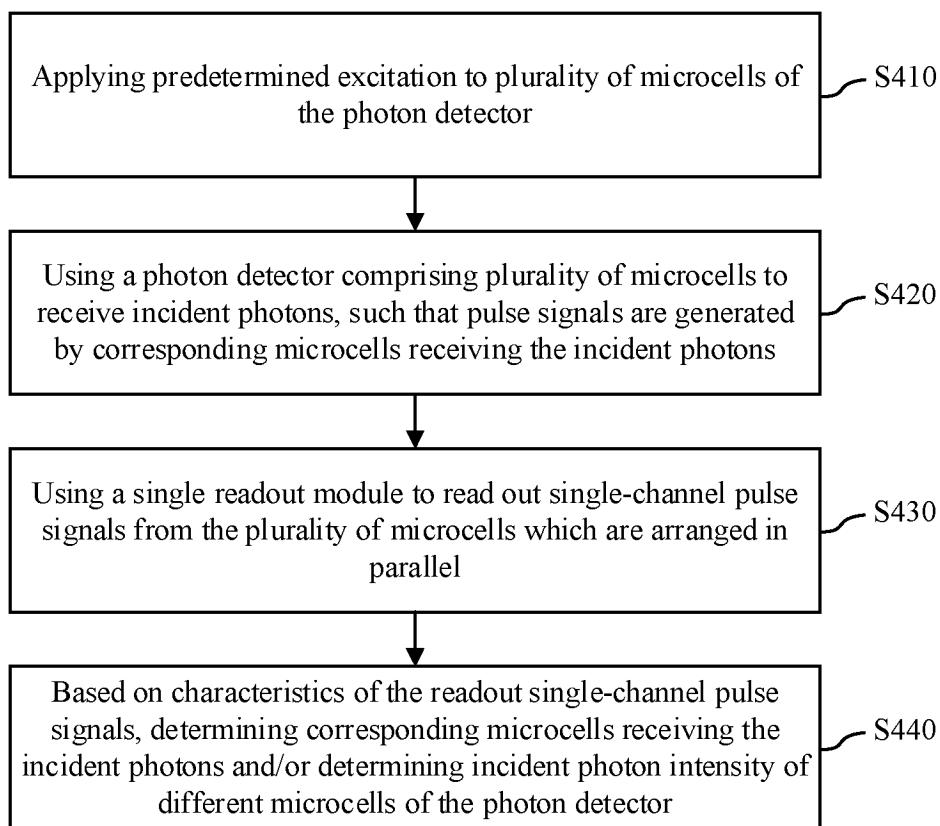 Applying predetermined excitation to plurality of microcells of
the photon detector
S410
Using a photon detector comprising plurality of microcells to
receive incident photons, such that pulse signals are generated
by corresponding microcells receiving the incident photons
S420
Using a single readout module to read out single-channel pulse
signals from the plurality of microcells which are arranged in
parallel
S430
Based on characteristics of the readout single-channel pulse
signals, determining corresponding microcells receiving the
incident photons and/or determining incident photon intensity of
different microcells of the photon detector
S440